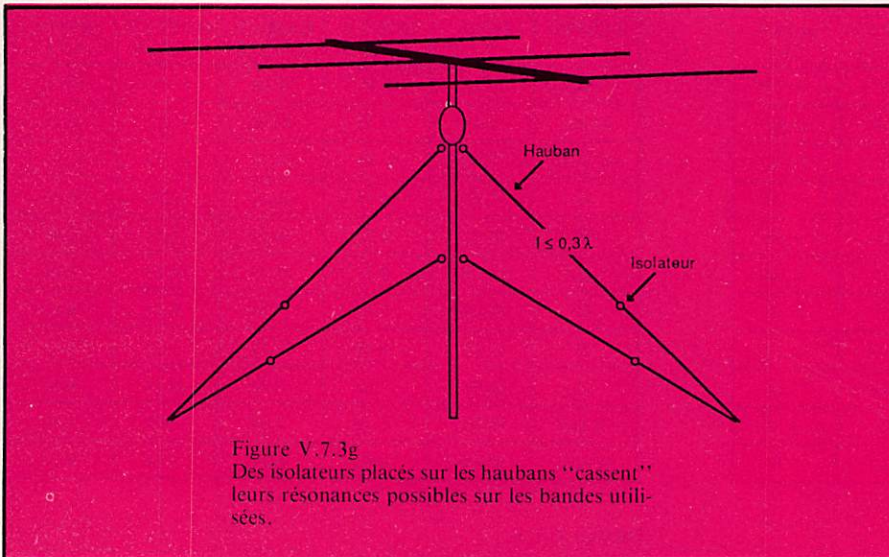 Hauban
l ≤ 0,3 λ
Isolateur
Figure V.7.3g
Des isolateurs placés sur les haubans “cassent”
leurs résonances possibles sur les bandes utili-
sées.